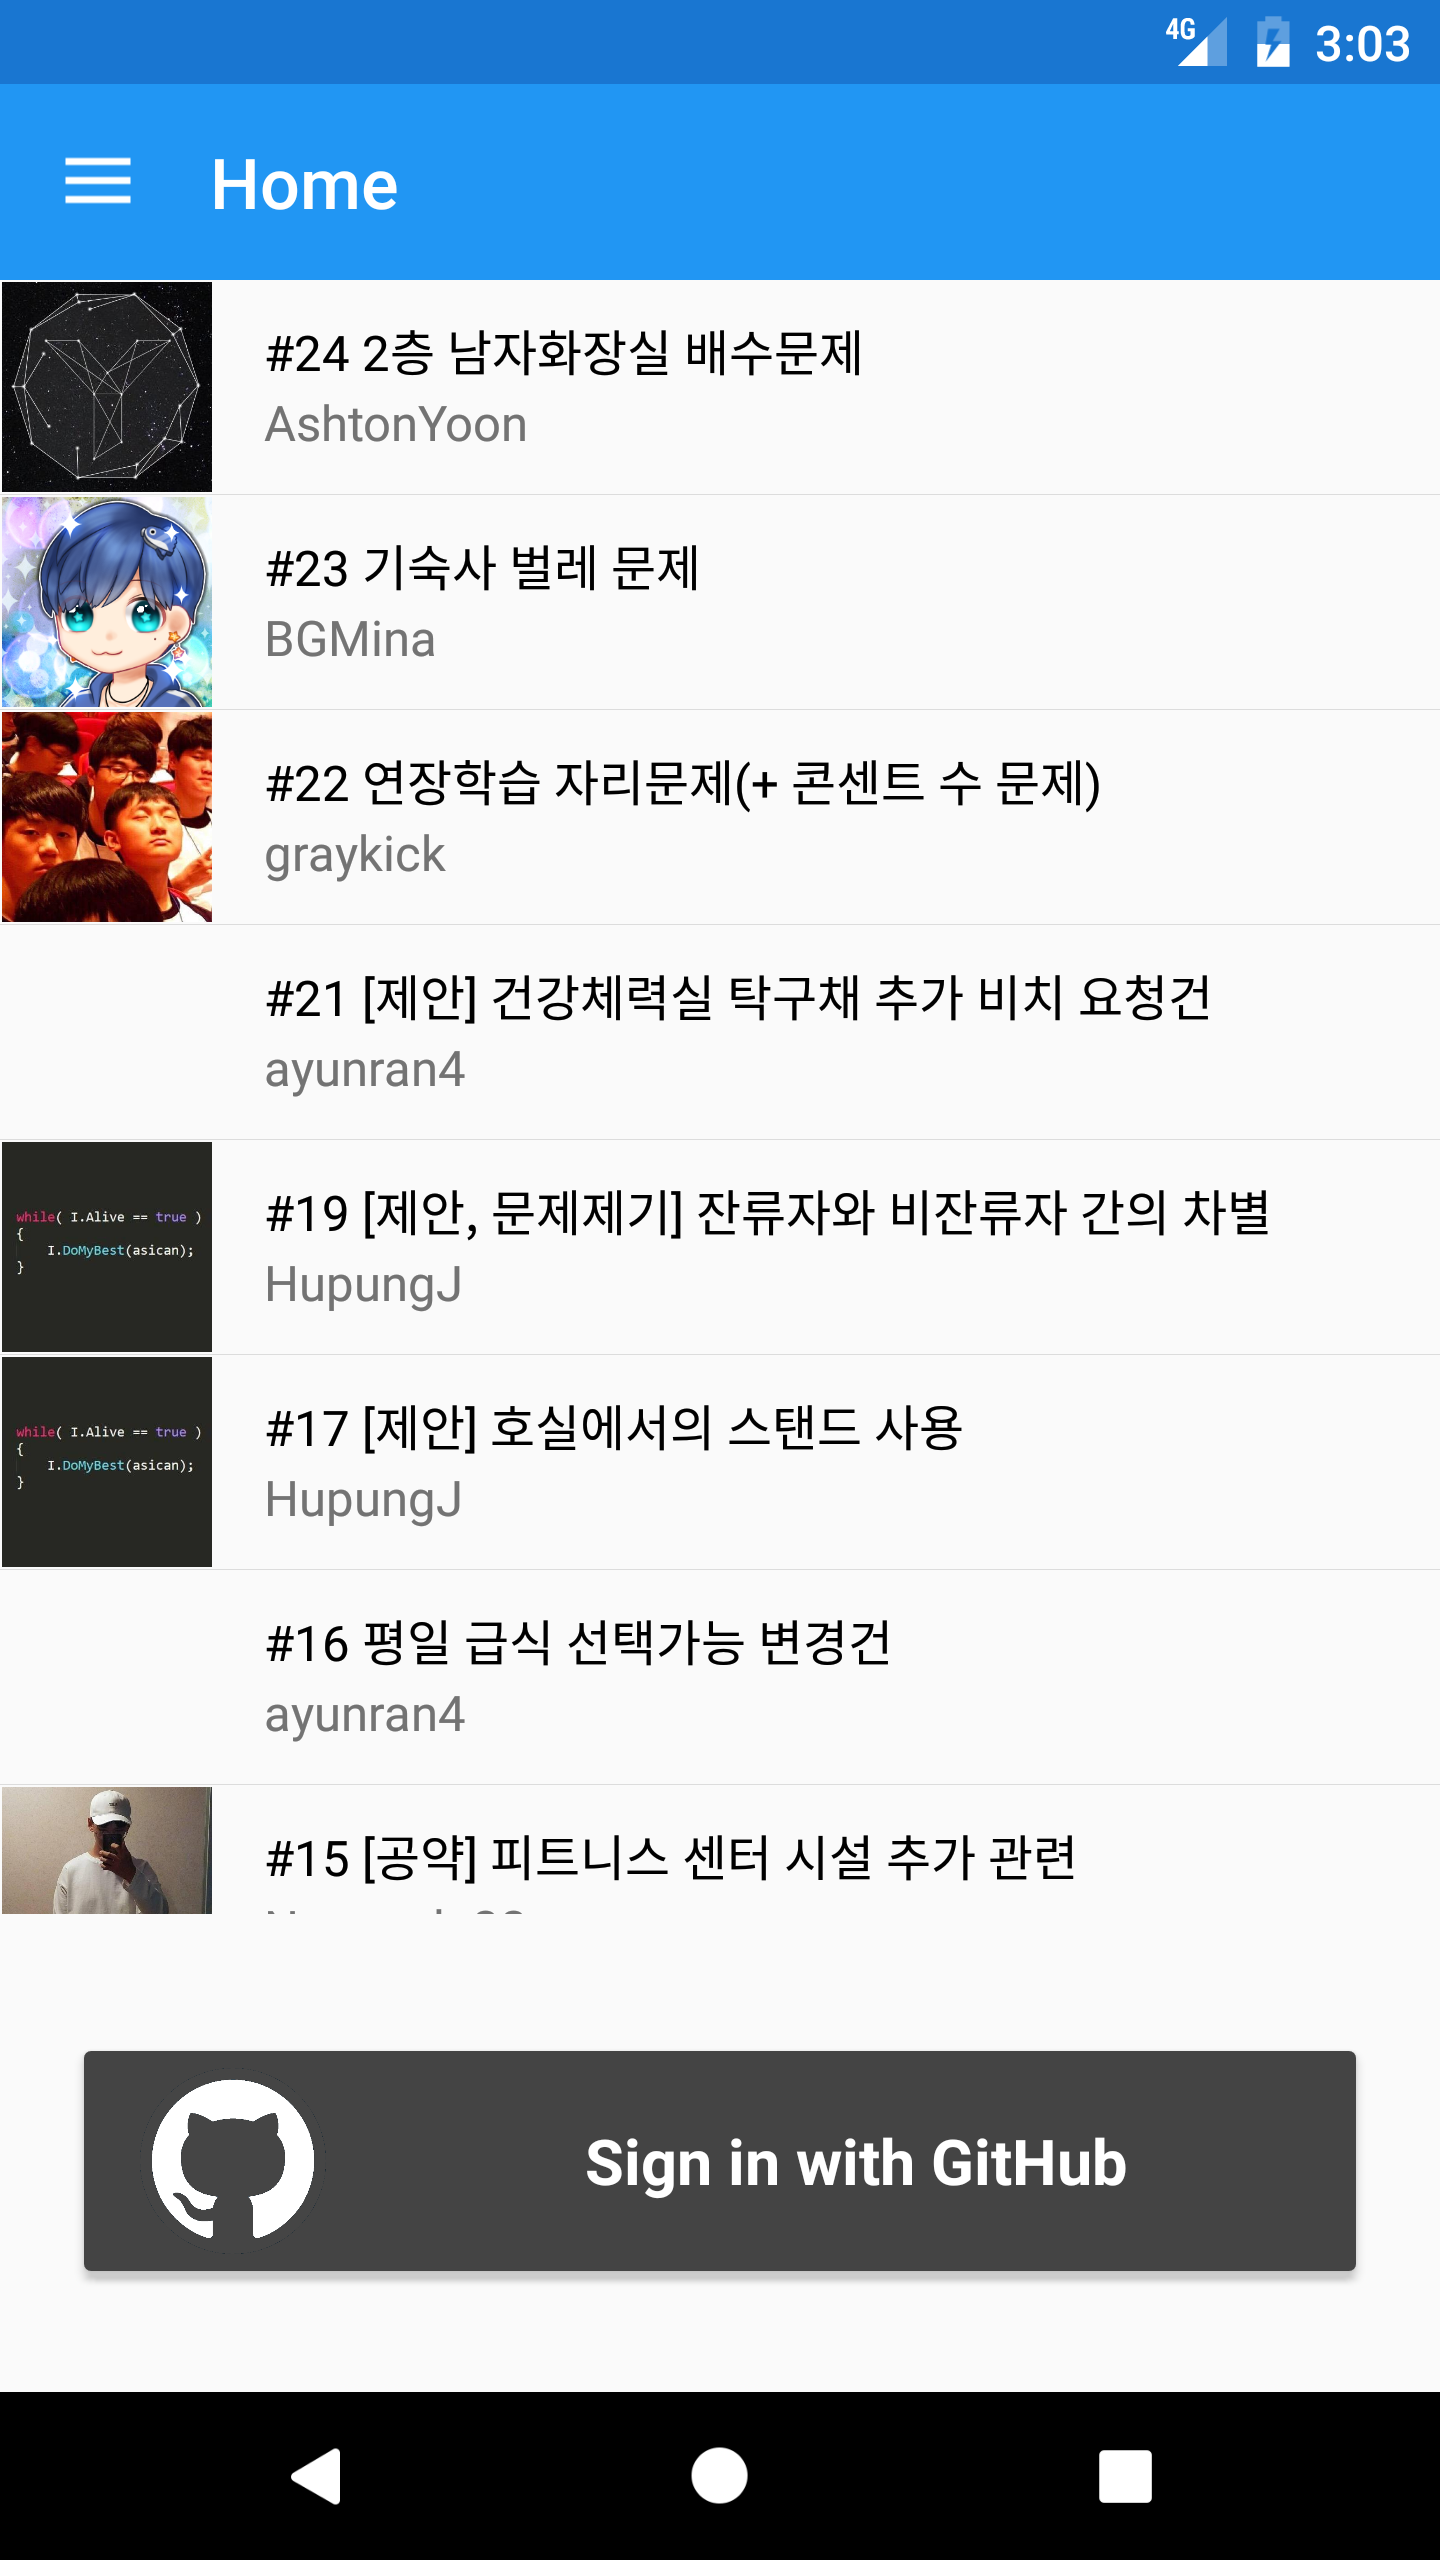 4G 3:03
Home
#24 2층 남자화장실 배수문제
AshtonYoon
#23 기숙사 벌레 문제
BGMina
#22 연장학습 자리문제(+ 콘센트 수 문제)
graykick
#21 [제안] 건강체력실 탁구채 추가 비치 요청건
ayunran4
while( I.Alive == true )
{
I.DoMyBest(asican);
}
#19 [제안, 문제제기] 잔류자와 비잔류자 간의 차별
HupungJ
while( I.Alive == true )
{
I.DoMyBest(asican);
}
#17 [제안] 호실에서의 스탠드 사용
HupungJ
#16 평일 급식 선택가능 변경건
ayunran4
#15 [공약] 피트니스 센터 시설 추가 관련
Sign in with GitHub